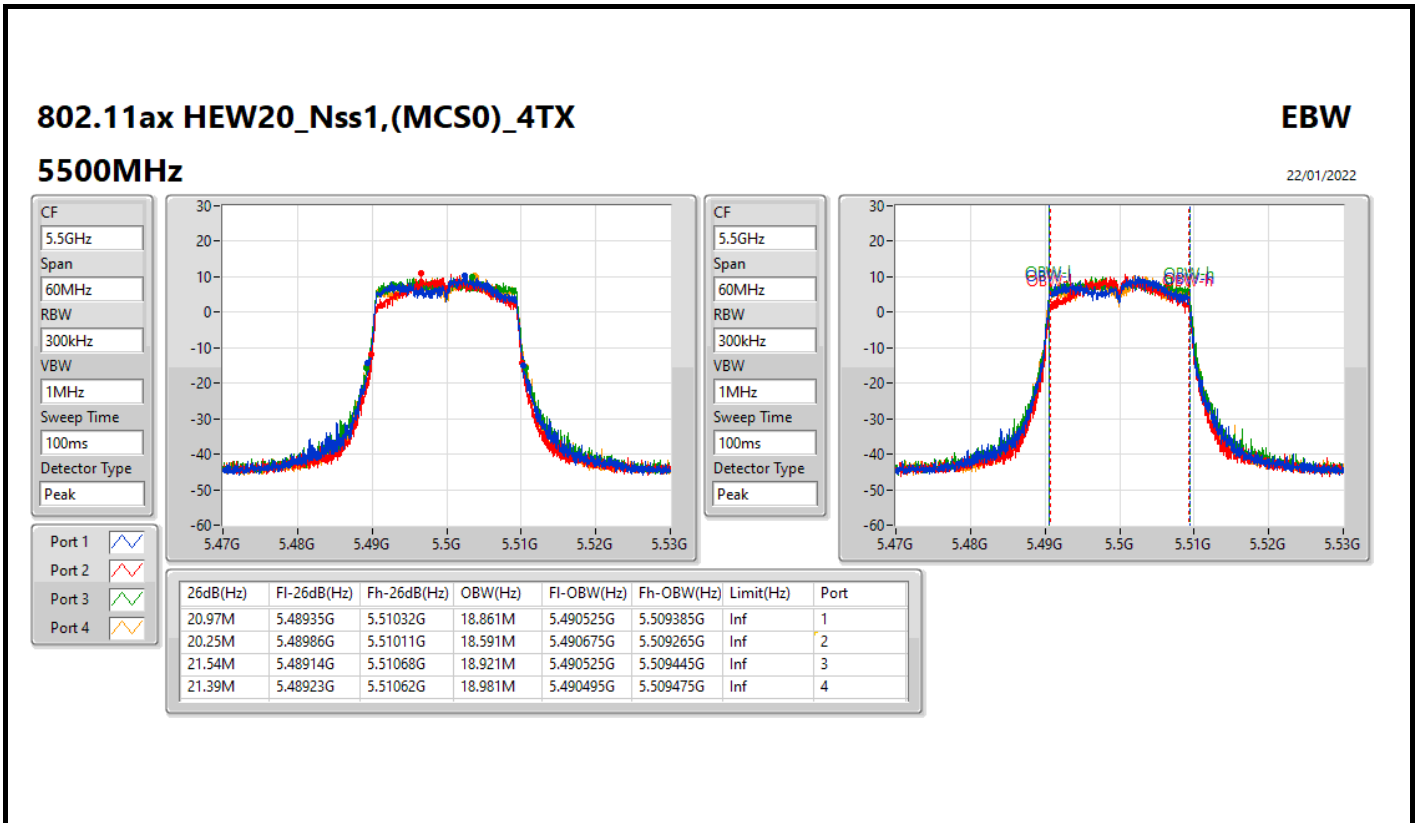 802.11ax HEW20_Nss1,(MCS0)_4TX
EBW
5500MHz
22/01/2022
CF
5.5GHz
Span
60MHz
RBW
300kHz
VBW
1MHz
Sweep Time
100ms
Detector Type
Peak
30
20
10
0
-10
-20
-30
-40
-50
-60
5.47G 5.48G 5.49G 5.5G 5.51G 5.52G 5.53G
CF
5.5GHz
Span
60MHz
RBW
300kHz
VBW
1MHz
Sweep Time
100ms
Detector Type
Peak
30
20
10
0
-10
-20
-30
-40
-50
-60
OBW-l OBW-h
5.47G 5.48G 5.49G 5.5G 5.51G 5.52G 5.53G
Port 1
Port 2
Port 3
Port 4
26dB(Hz) Fl-26dB(Hz) Fh-26dB(Hz) OBW(Hz) Fl-OBW(Hz) Fh-OBW(Hz) Limit(Hz) Port
20.97M 5.48935G 5.51032G 18.861M 5.490525G 5.509385G Inf 1
20.25M 5.48986G 5.51011G 18.591M 5.490675G 5.509265G Inf 2
21.54M 5.48914G 5.51068G 18.921M 5.490525G 5.509445G Inf 3
21.39M 5.48923G 5.51062G 18.981M 5.490495G 5.509475G Inf 4